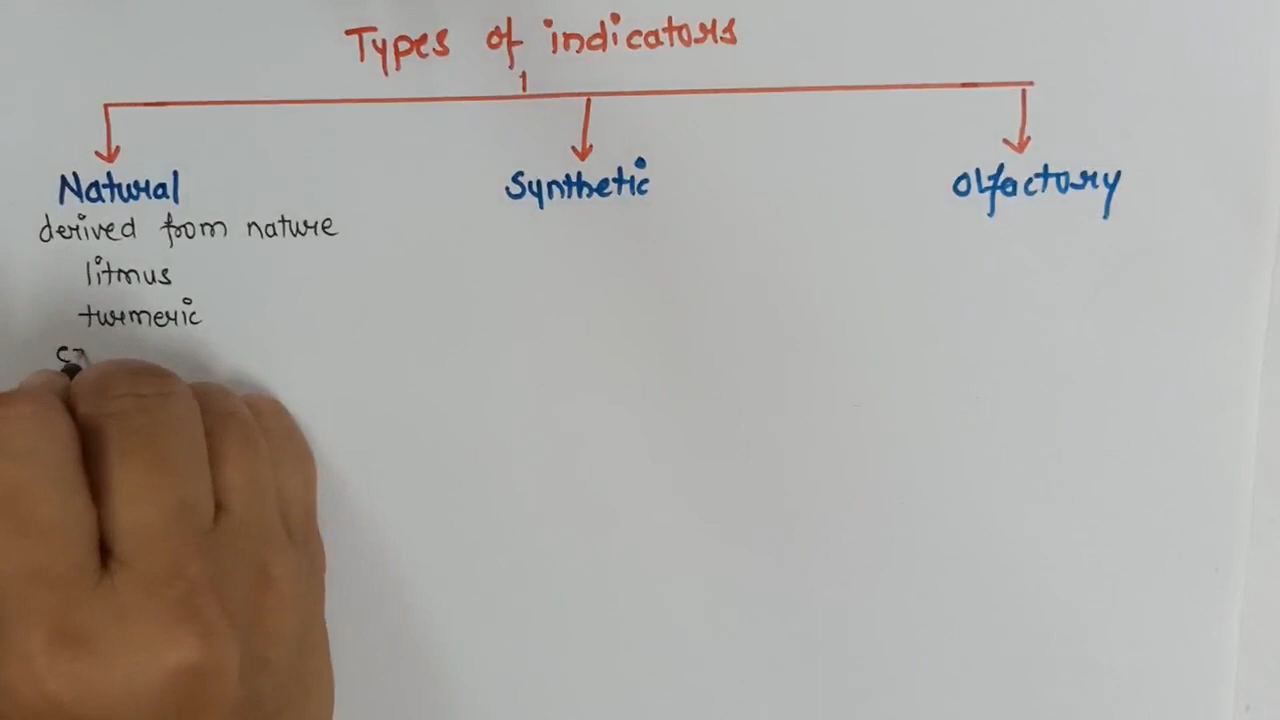 Types of indicators
Natural
Synthetic
Olfactory
derived from nature
litmus
turmeric